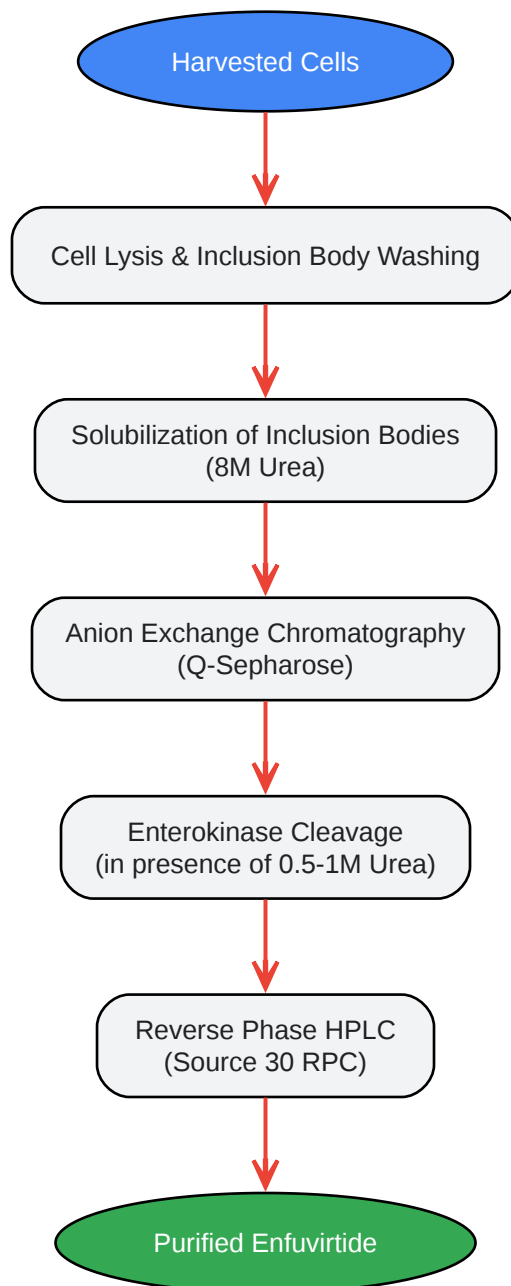 Harvested Cells
Cell Lysis & Inclusion Body Washing
Solubilization of Inclusion Bodies
(8M Urea)
Anion Exchange Chromatography
(Q-Sepharose)
Enterokinase Cleavage
(in presence of 0.5-1M Urea)
Reverse Phase HPLC
(Source 30 RPC)
Purified Enfuvirtide